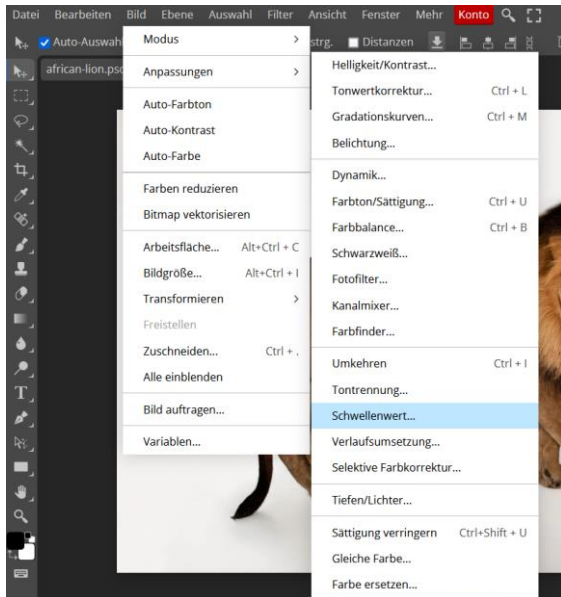 Datei Bearbeiten Bild Ebene Auswahl Filter Ansicht Fenster Mehr Konto
Auto-Auswahl
strg. Distanzen
african-lion.psd
Modus >
Anpassungen >
Auto-Farbton
Auto-Kontrast
Auto-Farbe
Farben reduzieren
Bitmap vektorisieren
Arbeitsfläche... Alt+Ctrl + C
Bildgröße... Alt+Ctrl + I
Transformieren >
Freistellen
Zuschneiden... Ctrl + .
Alle einblenden
Bild auftragen...
Variablen...
Helligkeit/Kontrast...
Tonwertkorrektur... Ctrl + L
Gradationskurven... Ctrl + M
Belichtung...
Dynamik...
Farbton/Sättigung... Ctrl + U
Farbbalance... Ctrl + B
Schwarzweiß...
Fotofilter...
Kanalmixer...
Farbfinder...
Umkehren Ctrl + I
Tontrennung...
Schwellenwert...
Verlaufsumsetzung...
Selektive Farbkorrektur...
Tiefen/Lichter...
Sättigung verringern Ctrl+Shift + U
Gleiche Farbe...
Farbe ersetzen...